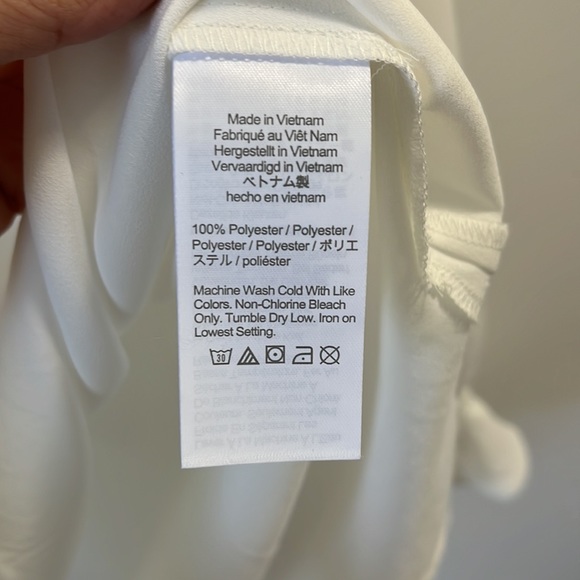 Made in Vietnam
Fabriqué au Viêt Nam
Hergestellt in Vietnam
Vervaardigd in Vietnam
ベトナム製
hecho en vietnam
100% Polyester / Polyester /
Polyester / Polyester / ポリエ
ステル / poliéster
Machine Wash Cold With Like
Colors. Non-Chlorine Bleach
Only. Tumble Dry Low. Iron on
Lowest Setting.
30